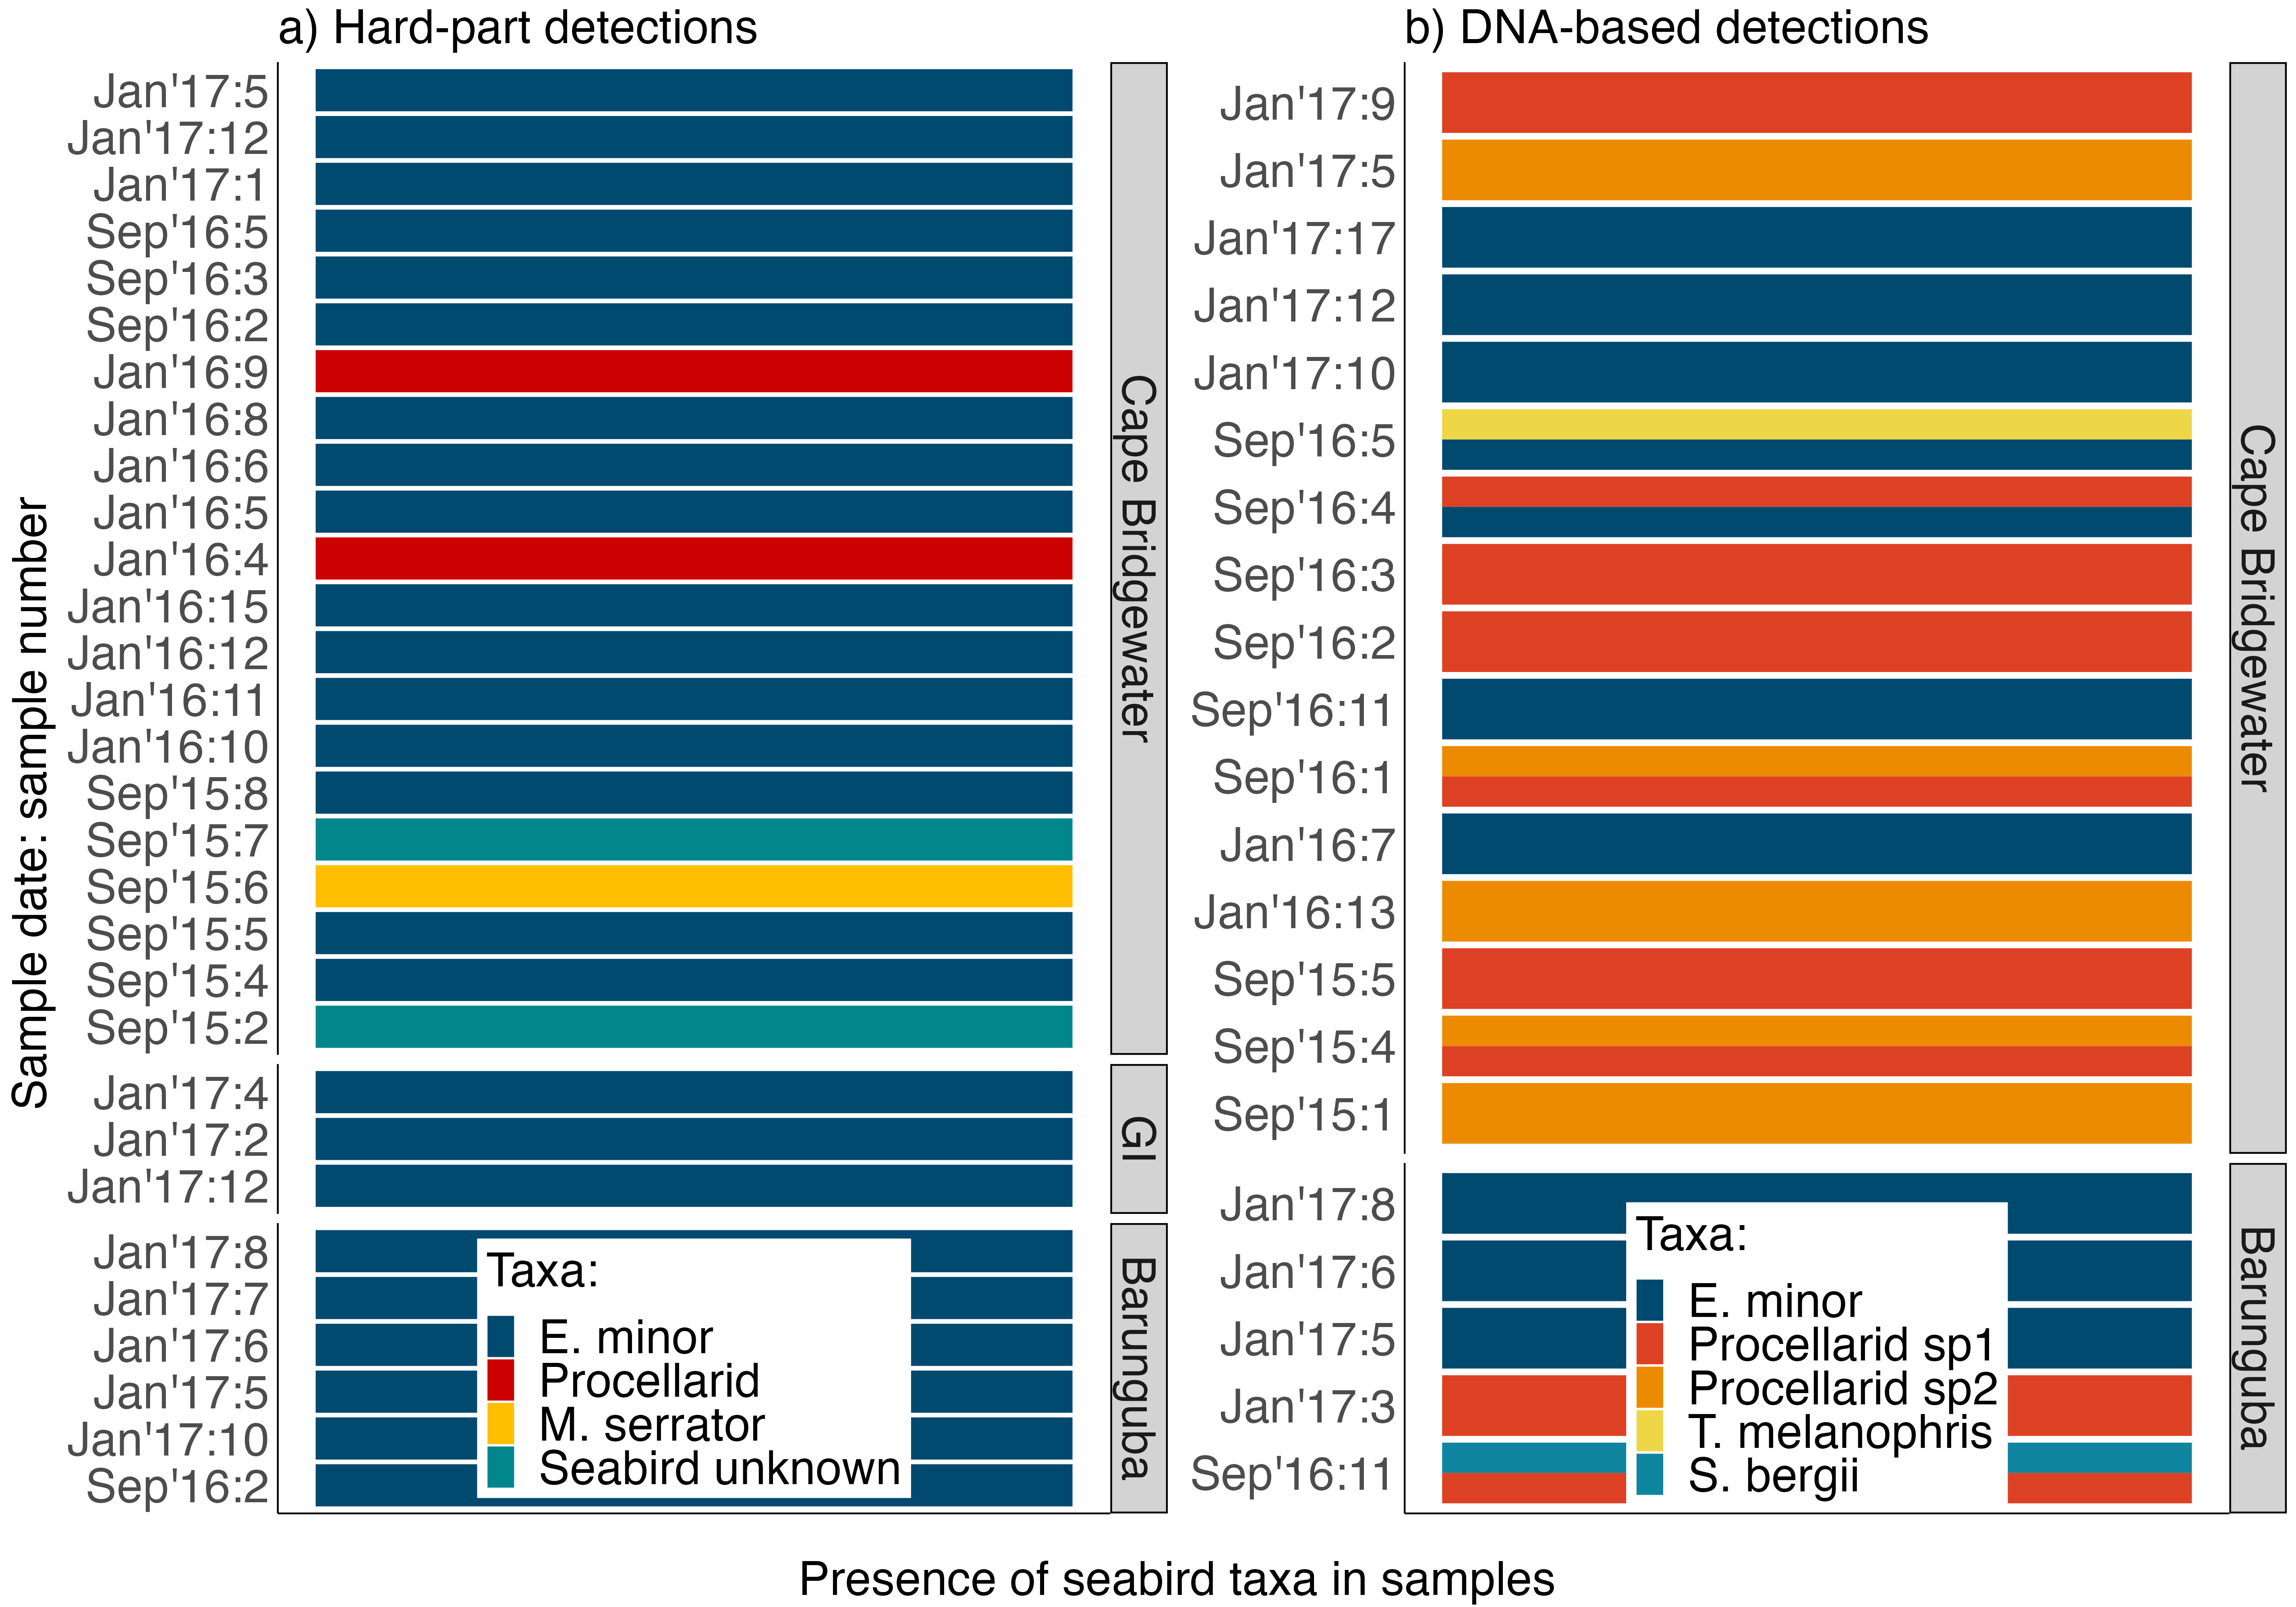 a) Hard-part detections
Sample date: sample number
Jan'17:5
Jan'17:12
Jan'17:1
Sep'16:5
Sep'16:3
Sep'16:2
Jan'16:9
Jan'16:8
Jan'16:6
Jan'16:5
Jan'16:4
Jan'16:15
Jan'16:12
Jan'16:11
Jan'16:10
Sep'15:8
Sep'15:7
Sep'15:6
Sep'15:5
Sep'15:4
Sep'15:2
Cape Bridgewater
Jan'17:4
Jan'17:2
Jan'17:12
GI
Jan'17:8
Jan'17:7
Jan'17:6
Jan'17:5
Jan'17:10
Sep'16:2
Barunguba
Taxa:
E. minor
Procellarid
M. serrator
Seabird unknown
b) DNA-based detections
Jan'17:9
Jan'17:5
Jan'17:17
Jan'17:12
Jan'17:10
Sep'16:5
Sep'16:4
Sep'16:3
Sep'16:2
Sep'16:11
Sep'16:1
Jan'16:7
Jan'16:13
Sep'15:5
Sep'15:4
Sep'15:1
Cape Bridgewater
Jan'17:8
Jan'17:6
Jan'17:5
Jan'17:3
Sep'16:11
Barunguba
Taxa:
E. minor
Procellarid sp1
Procellarid sp2
T. melanophris
S. bergii
Presence of seabird taxa in samples